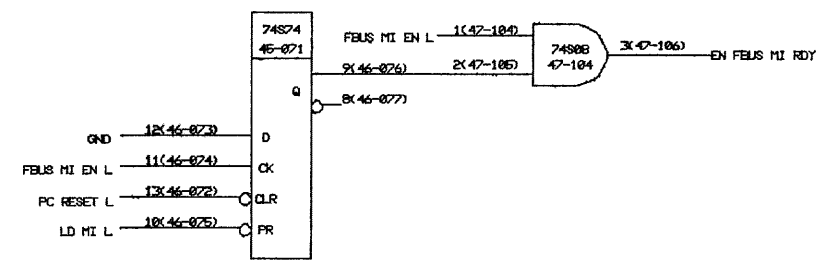 74S74
45-071
FBUS MI EN L
1(47-104)
74S08
47-104
3(47-106)
EN FBUS MI RDY
9(46-076)
2(47-105)
Q
8(46-077)
GND
12(46-073)
D
FBUS MI EN L
11(46-074)
CK
PC RESET L
13(46-072)
CLR
LD MI L
10(46-075)
PR